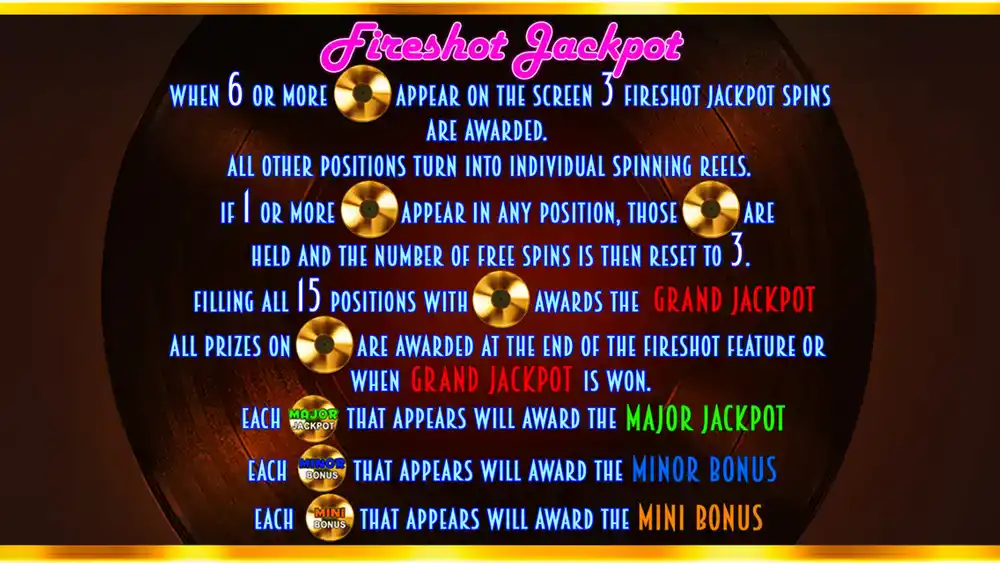 Fireshot Jackpot
WHEN 6 OR MORE APPEAR ON THE SCREEN 3 FIRESHOT JACKPOT SPINS
ARE AWARDED.
ALL OTHER POSITIONS TURN INTO INDIVIDUAL SPINNING REELS.
IF 1 OR MORE APPEAR IN ANY POSITION, THOSE ARE
HELD AND THE NUMBER OF FREE SPINS IS THEN RESET TO 3.
FILLING ALL 15 POSITIONS WITH AWARDS THE GRAND JACKPOT
ALL PRIZES ON ARE AWARDED AT THE END OF THE FIRESHOT FEATURE OR
WHEN GRAND JACKPOT IS WON.
EACH MAJOR JACKPOT THAT APPEARS WILL AWARD THE MAJOR JACKPOT
EACH MINOR BONUS THAT APPEARS WILL AWARD THE MINOR BONUS
EACH MINI BONUS THAT APPEARS WILL AWARD THE MINI BONUS